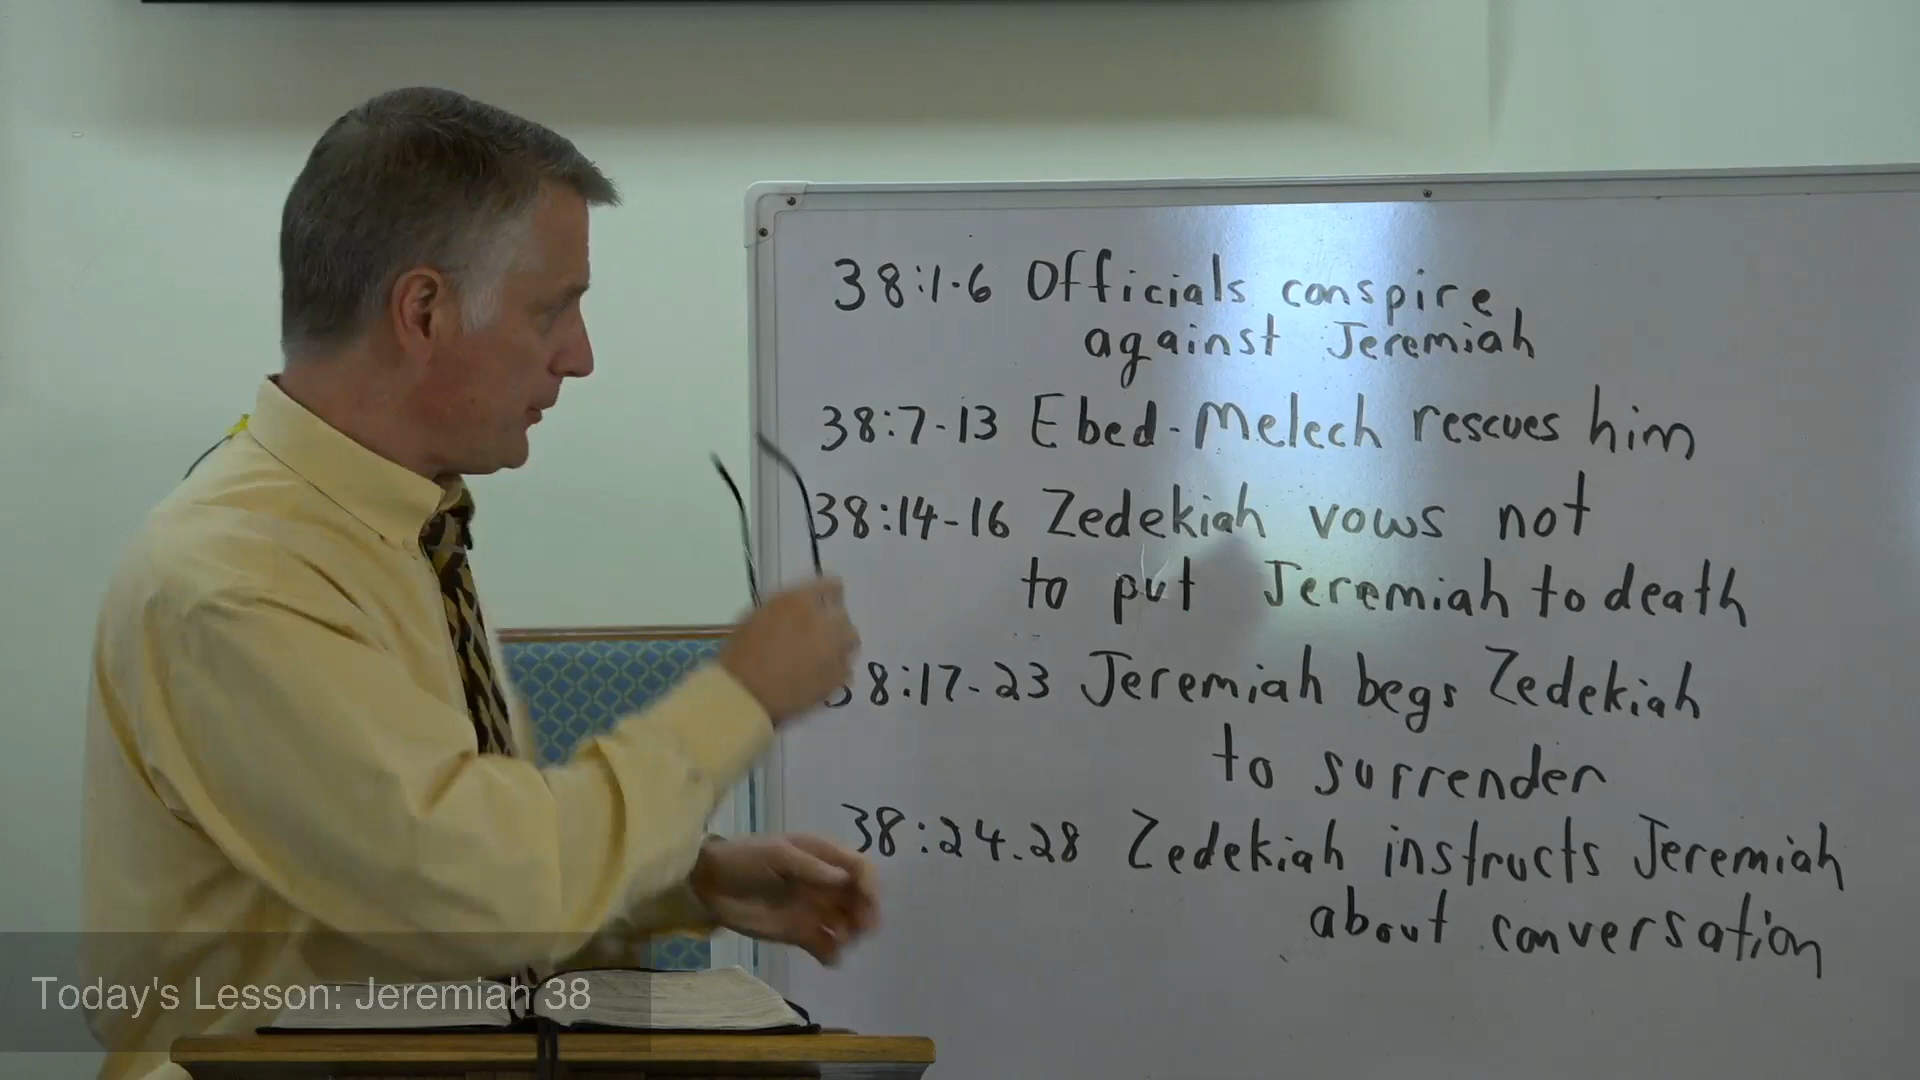 38:1-6 Officials conspire
against Jeremiah
38:7-13 Ebed-Melech rescues him
38:14-16 Zedekiah vows not
to put Jeremiah to death
38:17-23 Jeremiah begs Zedekiah
to surrender
38:24-28 Zedekiah instructs Jeremiah
about conversation
Today's Lesson: Jeremiah 38